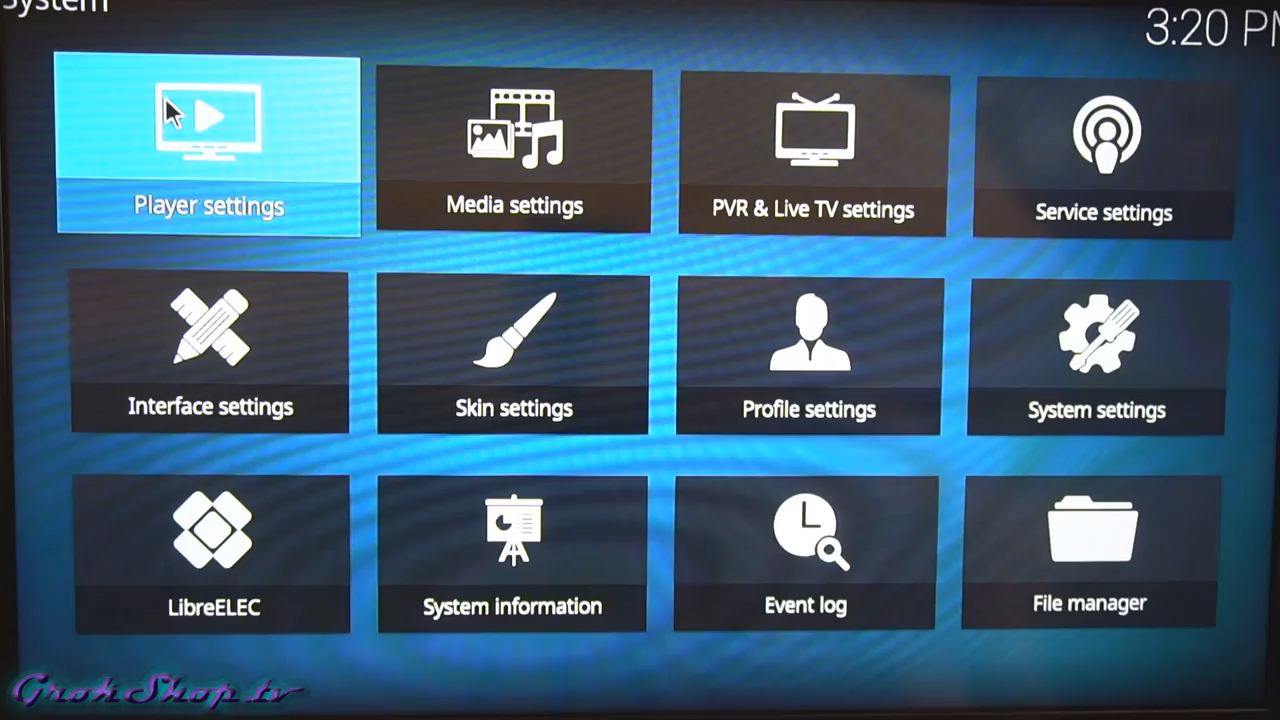 System
3:20 PM
Player settings
Media settings
PVR & Live TV settings
Service settings
Interface settings
Skin settings
Profile settings
System settings
LibreELEC
System information
Event log
File manager
GrokShop.tv